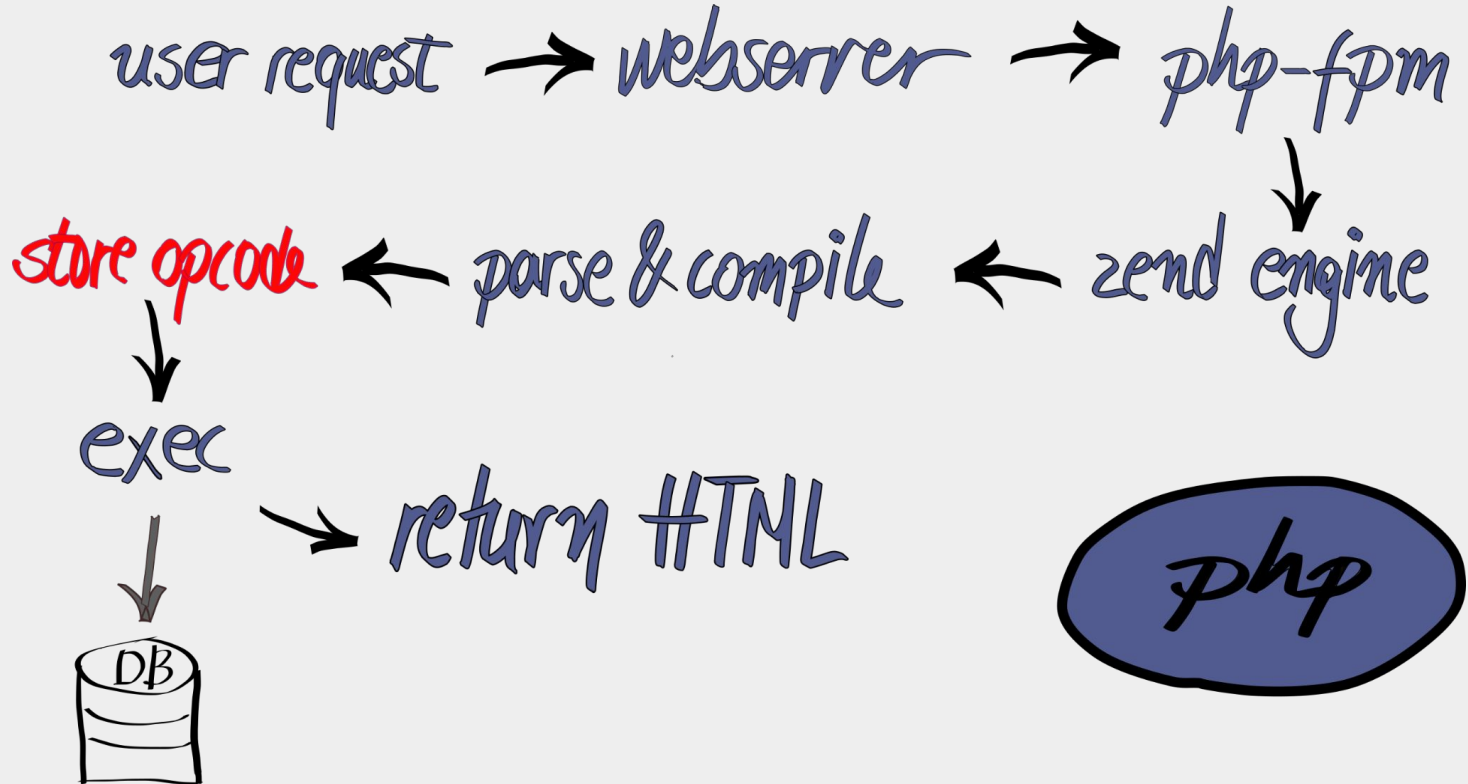 user request → webserver → php-fpm
store opcode ← parse & compile ← zend engine
exec
return HTML
php
DB